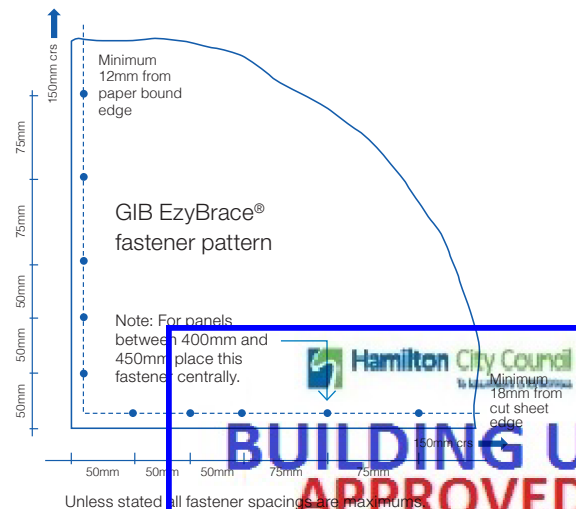 150mm crs
Minimum
12mm from
paper bound
edge
75mm
75mm
50mm
50mm
50mm
GIB EzyBrace®
fastener pattern
Note: For panels
between 400mm and
450mm place this
fastener centrally.
Hamilton City Council
Minimum
18mm from
cut sheet
edge
150mm crs
50mm 50mm 50mm 75mm 75mm
BUILDING U
Unless stated all fastener spacings are maximums.
APPROVED